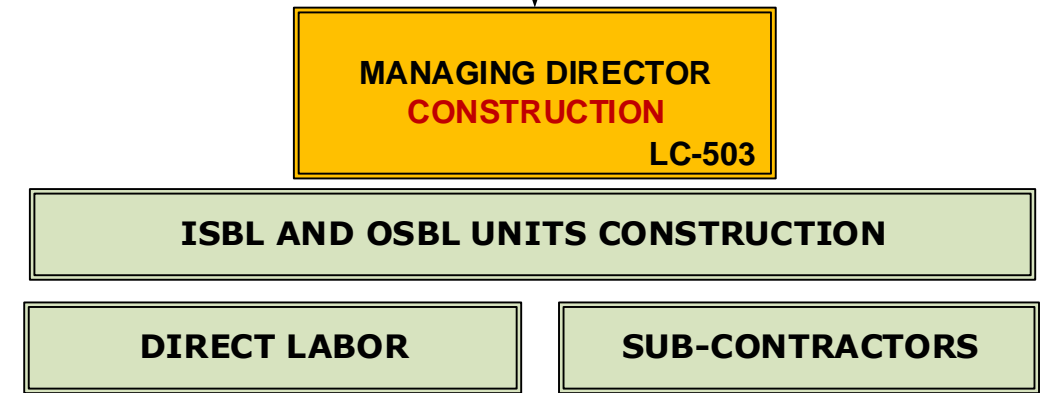 MANAGING DIRECTOR
CONSTRUCTION
LC-503
ISBL AND OSBL UNITS CONSTRUCTION
DIRECT LABOR
SUB-CONTRACTORS